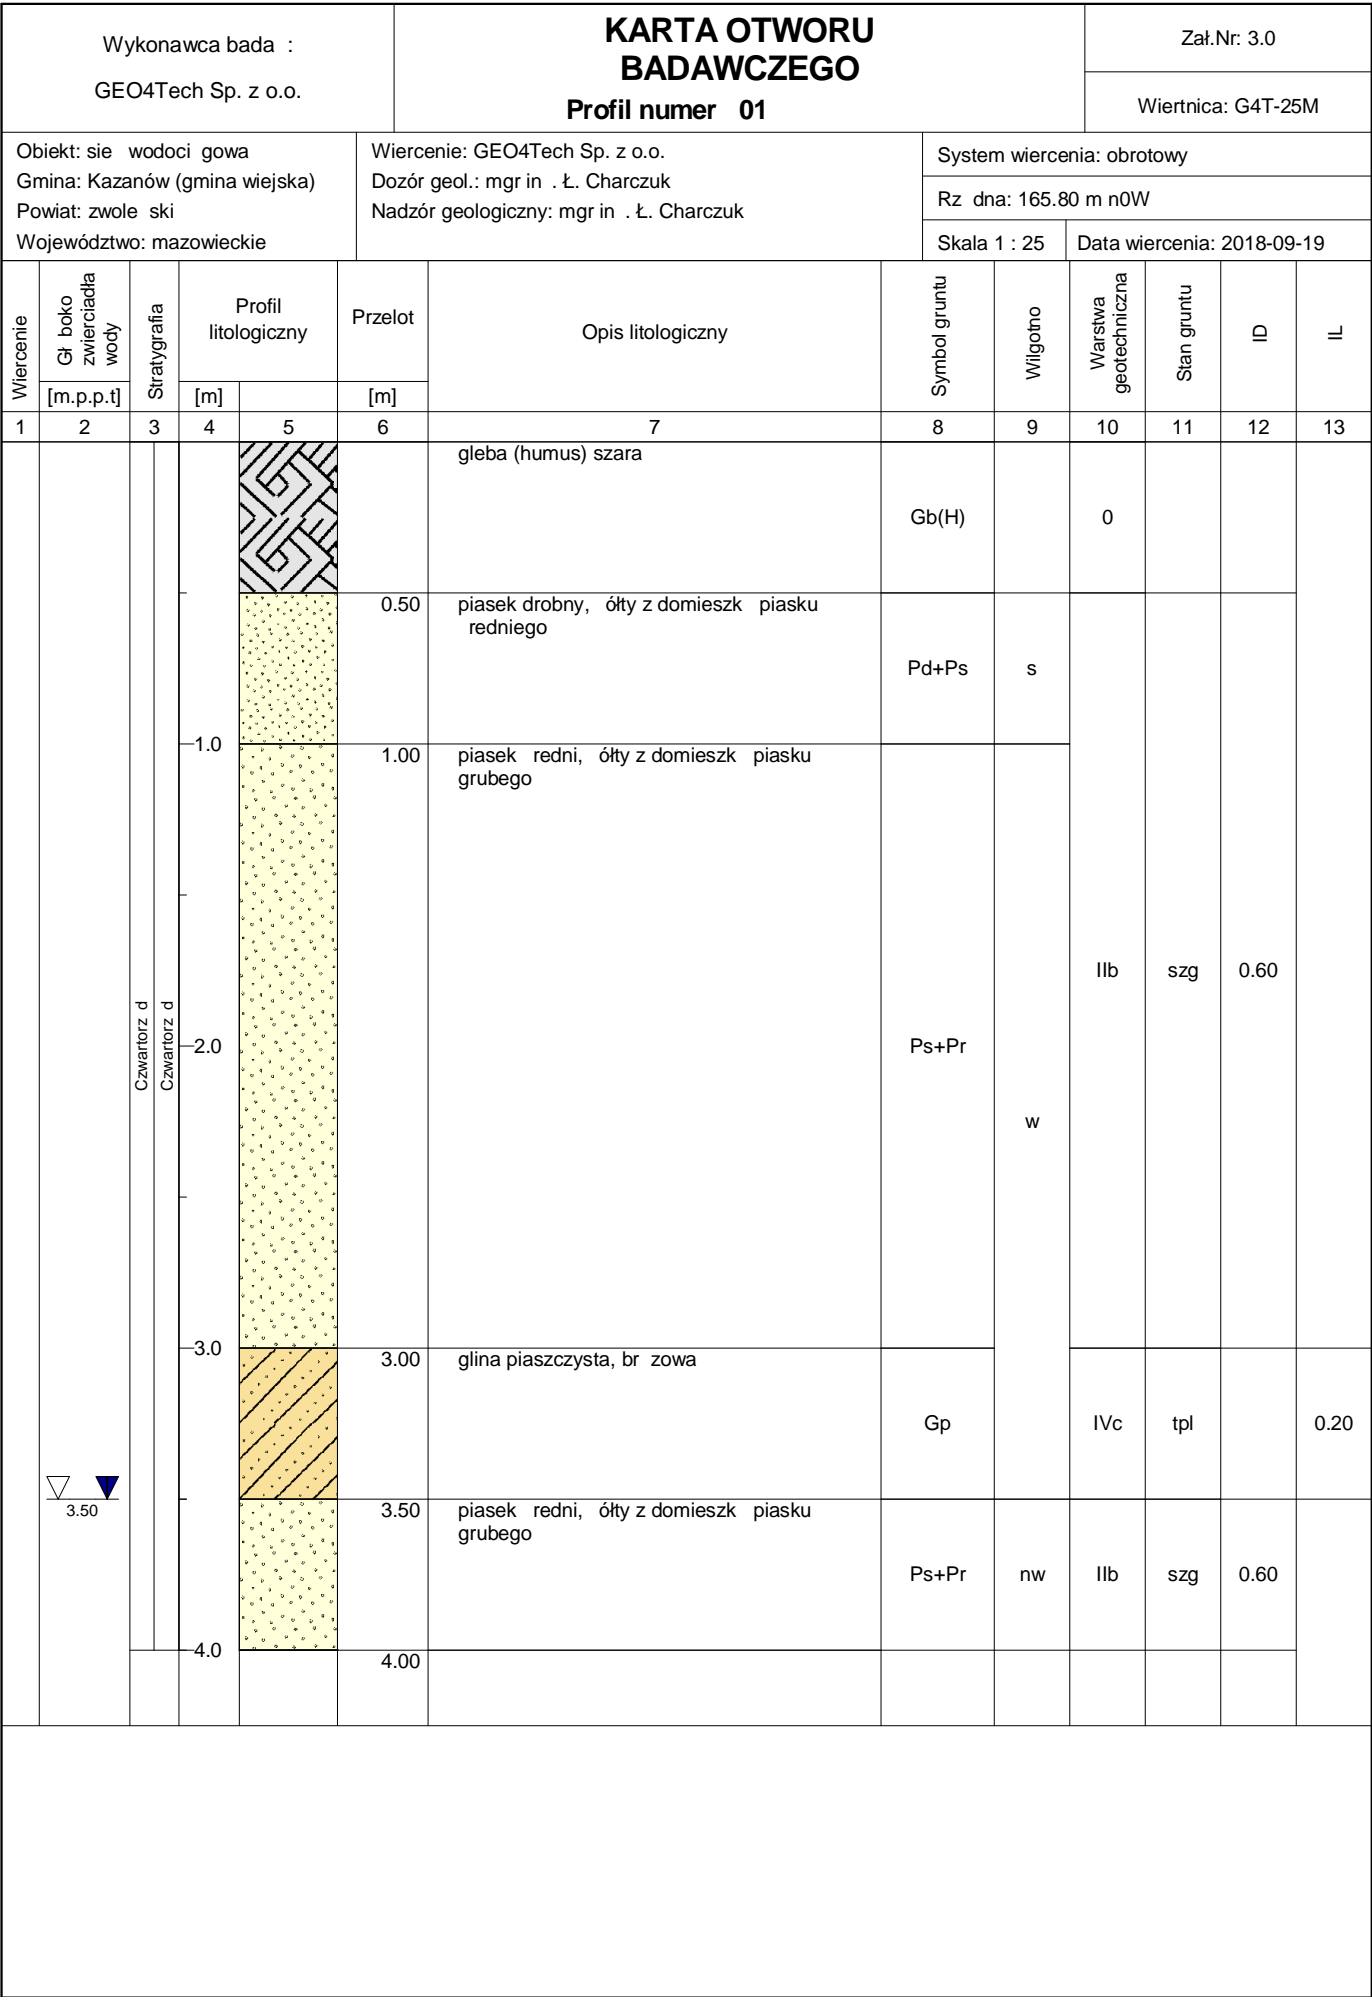 Wykonawca bada :
GEO4Tech Sp. z o.o.
KARTA OTWORU
BADAWCZEGO
Profil numer 01
Zał.Nr: 3.0
Wiertnica: G4T-25M
Obiekt: sie wodoci gowa
Gmina: Kazanów (gmina wiejska)
Powiat: zwole ski
Województwo: mazowieckie
Wiercenie: GEO4Tech Sp. z o.o.
Dozór geol.: mgr in . Ł. Charczuk
Nadzór geologiczny: mgr in . Ł. Charczuk
System wiercenia: obrotowy
Rz dna: 165.80 m n0W
Skala 1 : 25
Data wiercenia: 2018-09-19
Wiercenie
Gł boko
zwierciadła
wody
[m.p.p.t]
Stratygrafia
Profil
litologiczny
[m]
Przelot
[m]
Opis litologiczny
Symbol gruntu
Wilgotno
Warstwa
geotechniczna
Stan gruntu
ID
IL
1 2 3 4 5 6 7 8 9 10 11 12 13
gleba (humus) szara
Gb(H) 0
0.50 piasek drobny, ółty z domieszk piasku
redniego
Pd+Ps s
1.0
1.00 piasek redni, ółty z domieszk piasku
grubego
IIb szg 0.60
Czwartorz d
Czwartorz d
2.0
Ps+Pr
w
3.0
3.00 glina piaszczysta, br zowa
Gp IVc tpl 0.20
3.50
3.50 piasek redni, ółty z domieszk piasku
grubego
Ps+Pr nw IIb szg 0.60
4.0
4.00